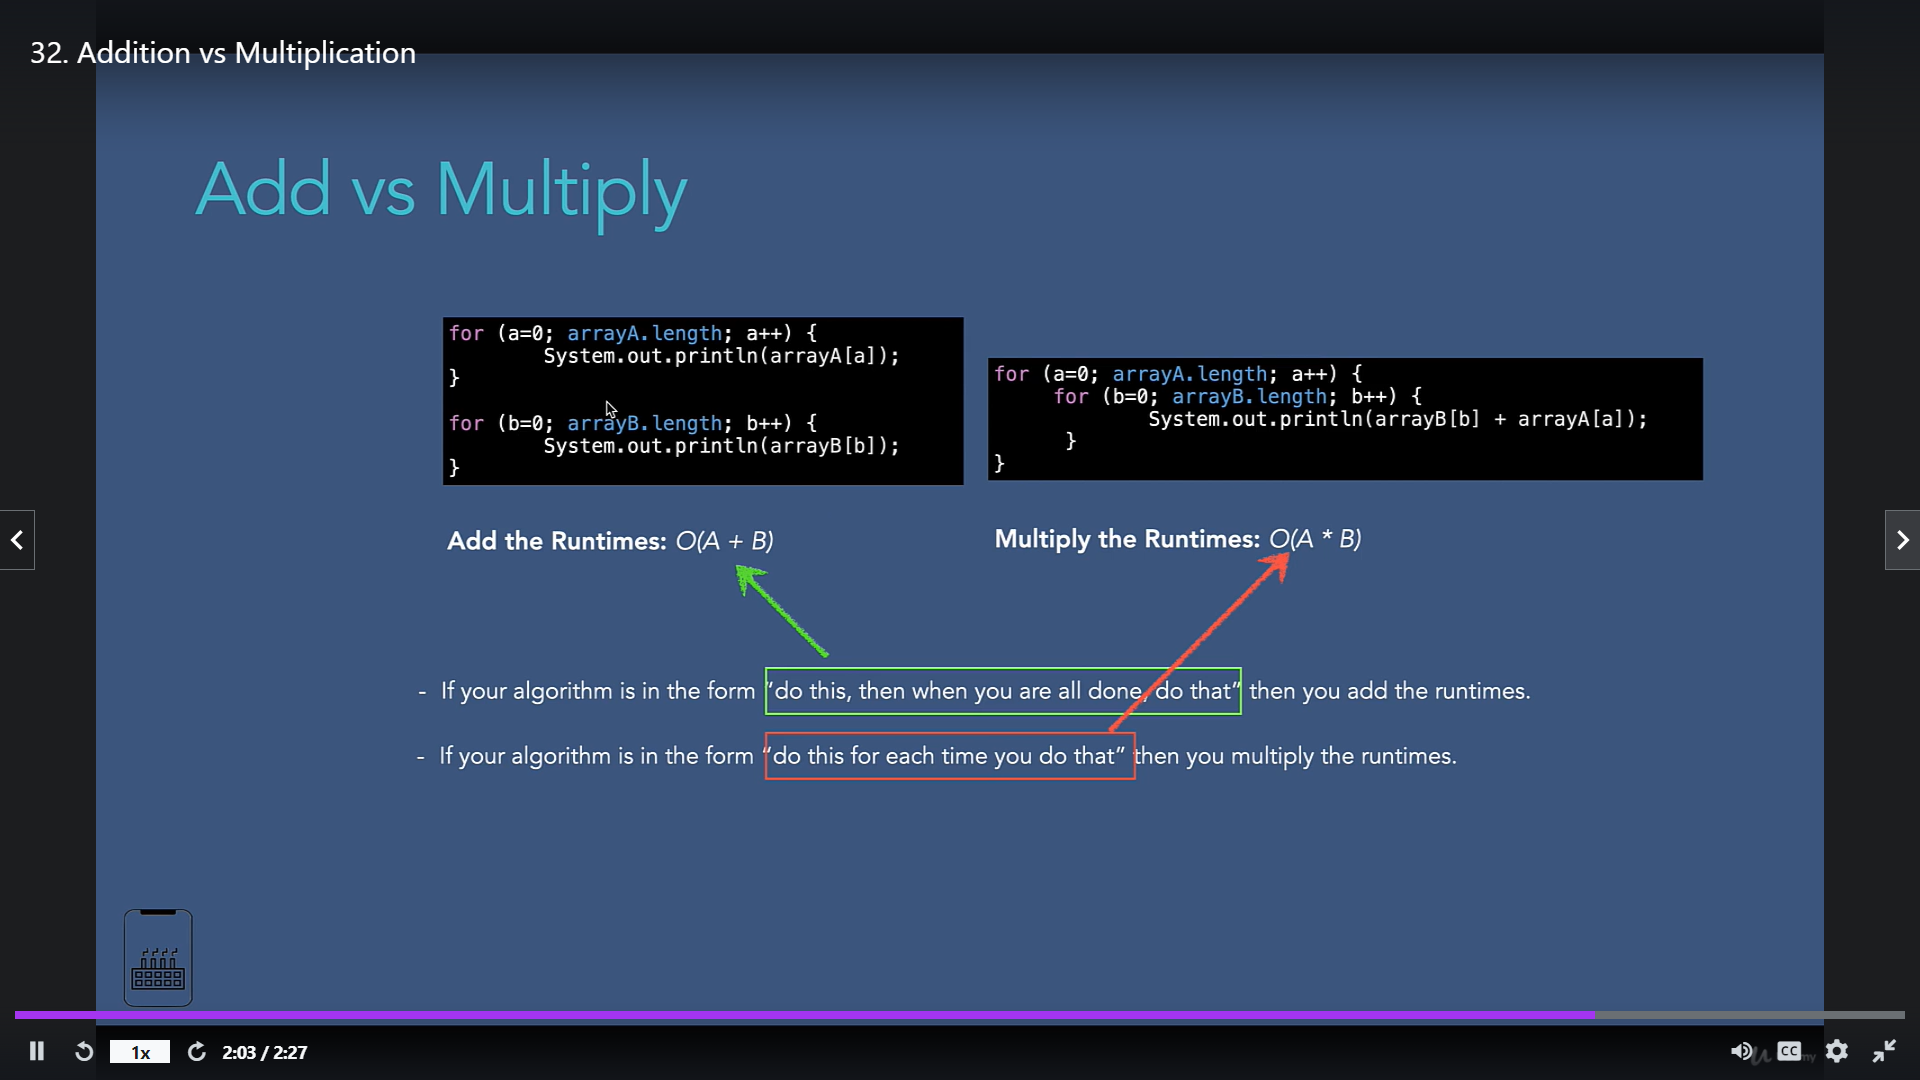 32. Addition vs Multiplication
Add vs Multiply
for (a=0; arrayA.length; a++) {
System.out.println(arrayA[a]);
}
for (b=0; arrayB.length; b++) {
System.out.println(arrayB[b]);
}
for (a=0; arrayA.length; a++) {
for (b=0; arrayB.length; b++) {
System.out.println(arrayB[b] + arrayA[a]);
}
}
Add the Runtimes: O(A + B)
Multiply the Runtimes: O(A * B)
- If your algorithm is in the form "do this, then when you are all done, do that" then you add the runtimes.
- If your algorithm is in the form "do this for each time you do that" then you multiply the runtimes.
1x
2:03 / 2:27
CC